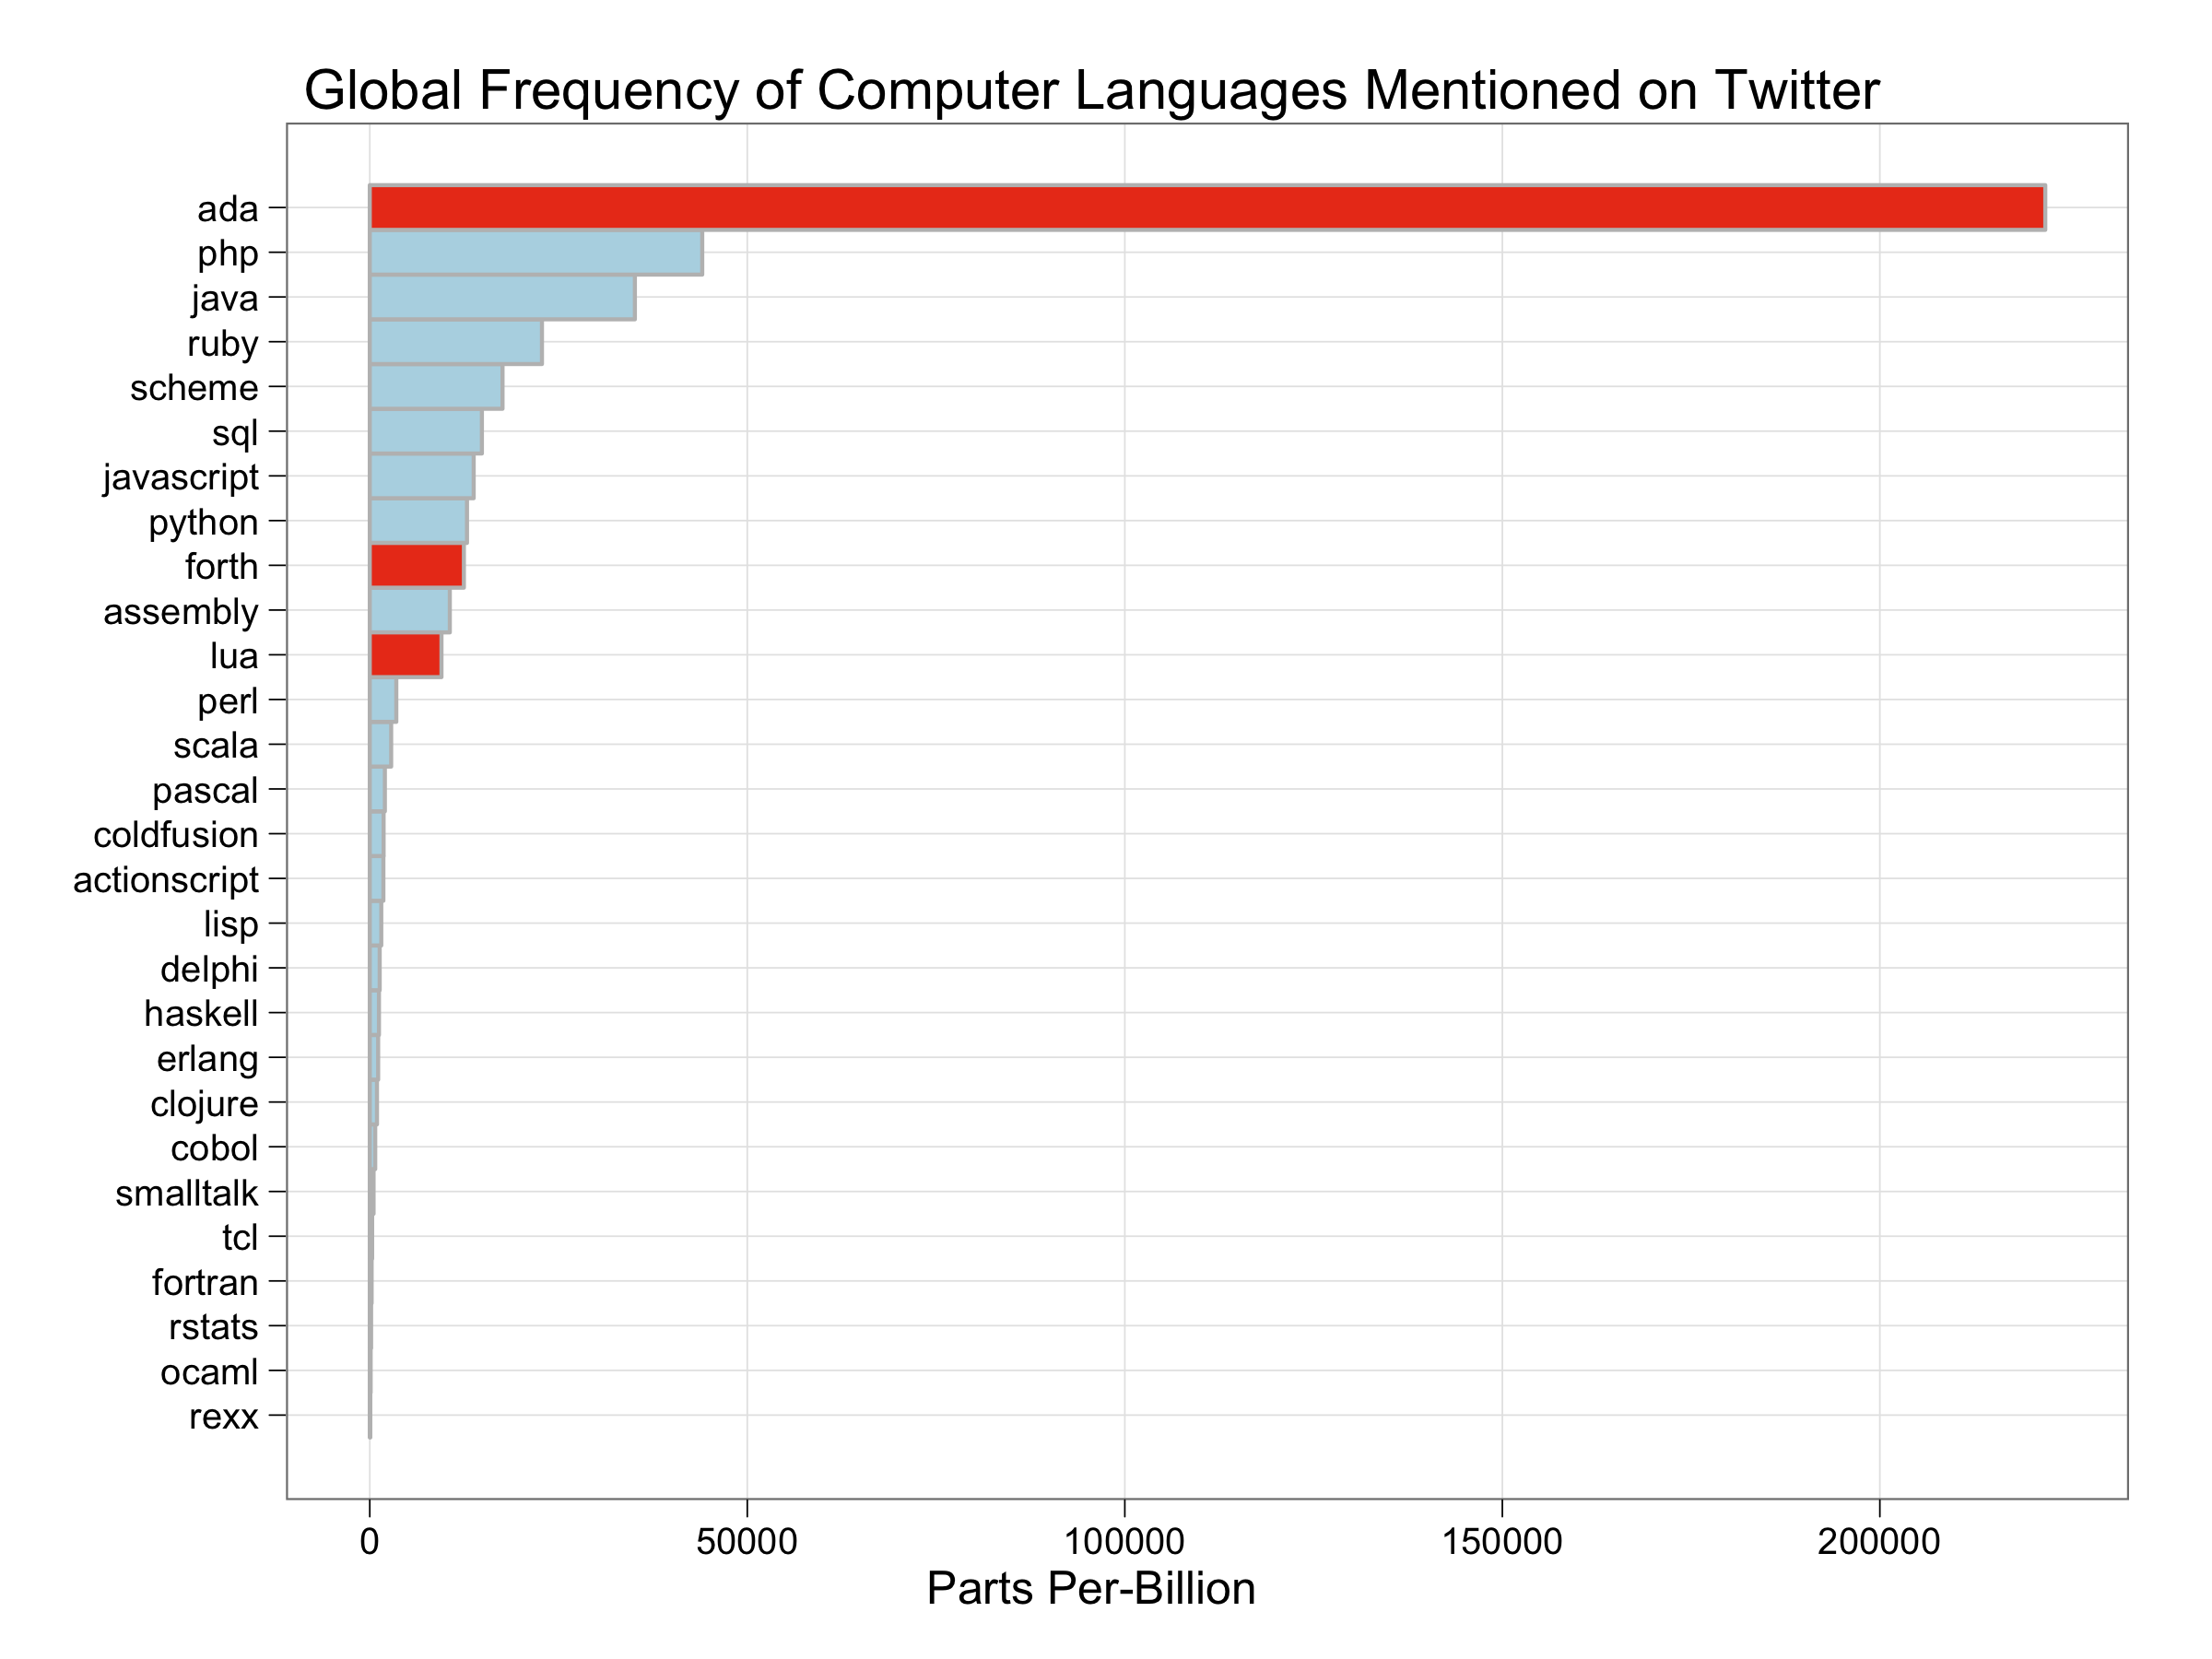 Global Frequency of Computer Languages Mentioned on Twitter
ada
php
java
ruby
scheme
sql
javascript
python
forth
assembly
lua
perl
scala
pascal
coldfusion
actionscript
lisp
delphi
haskell
erlang
clojure
cobol
smalltalk
tcl
fortran
rstats
ocaml
rexx
0 50000 100000 150000 200000
Parts Per-Billion